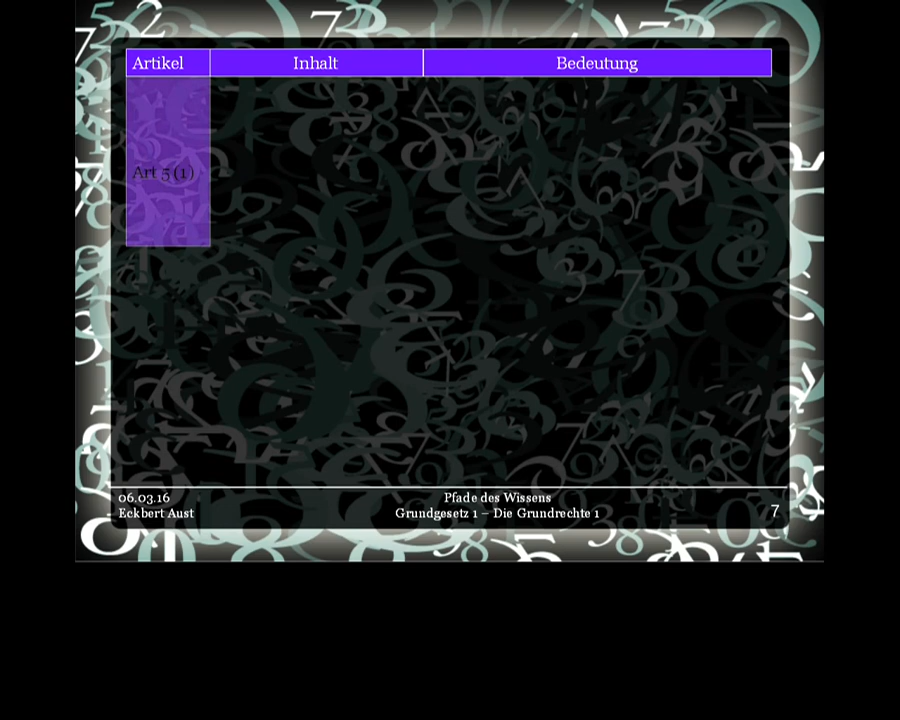 Artikel Inhalt Bedeutung
Art 5 (1)
06.03.16 Pfade des Wissens
Eckbert Aust Grundgesetz 1 – Die Grundrechte 1 7